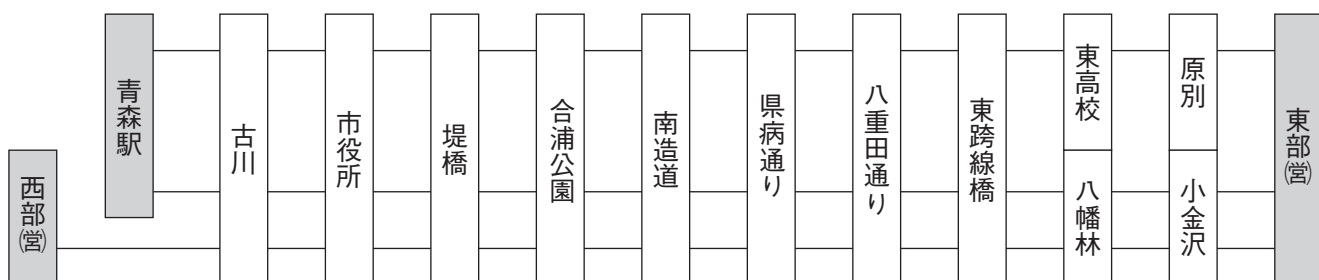 西部㈺
青森駅
古川
市役所
堤橋
合浦公園
南造道
県病通り
八重田通り
東跨線橋
東高校
八幡林
原別
小金沢
東部㈺